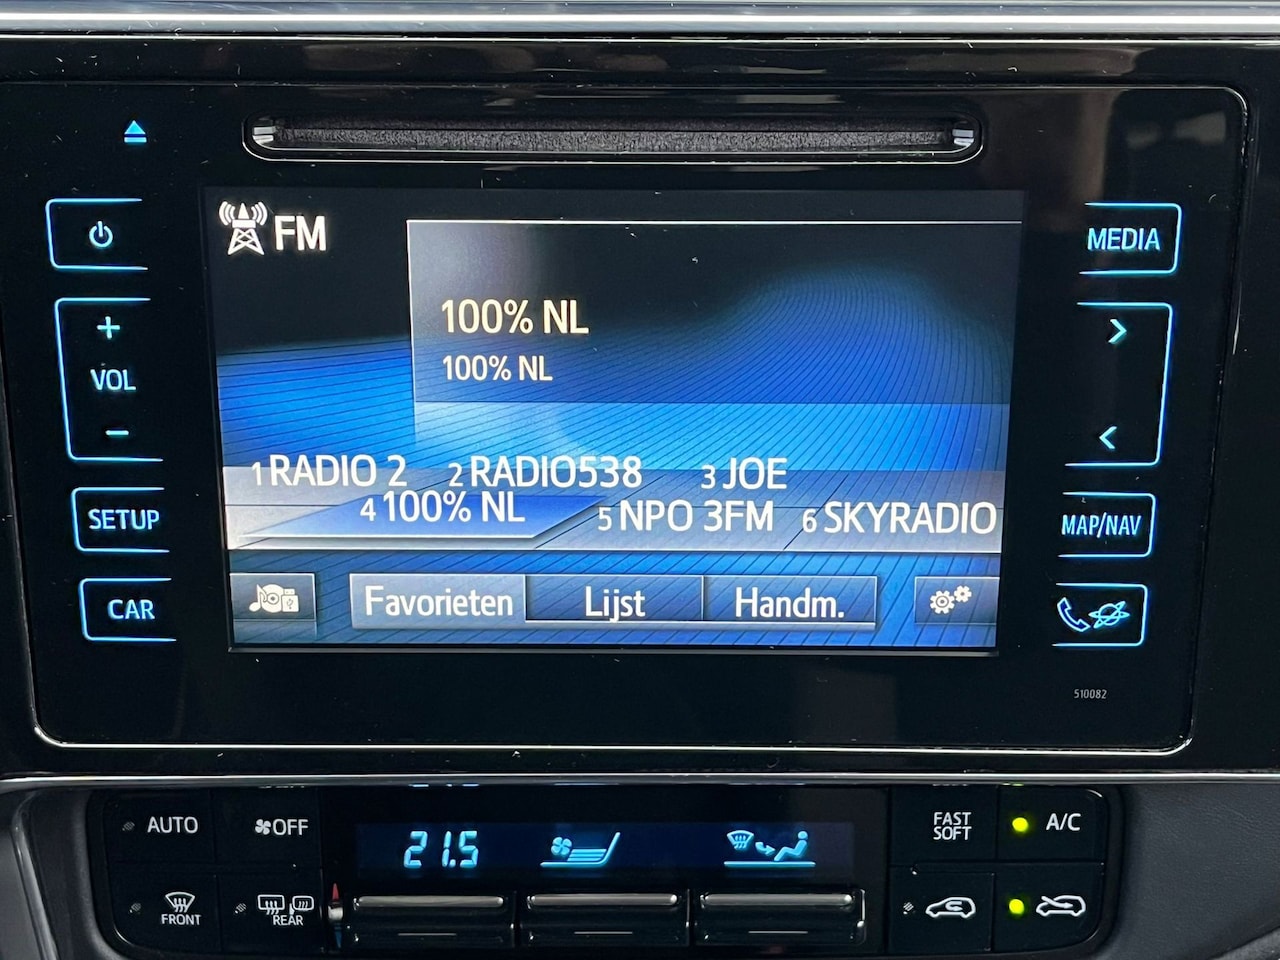 FM
MEDIA
100% NL
100% NL
+
VOL
−
1 RADIO 2 2 RADIO538 3 JOE
4 100% NL 5 NPO 3FM 6 SKYRADIO
SETUP
MAP/NAV
CAR
Favorieten Lijst Handm.
510082
AUTO
OFF
21.5
FAST
SOFT
A/C
FRONT
REAR